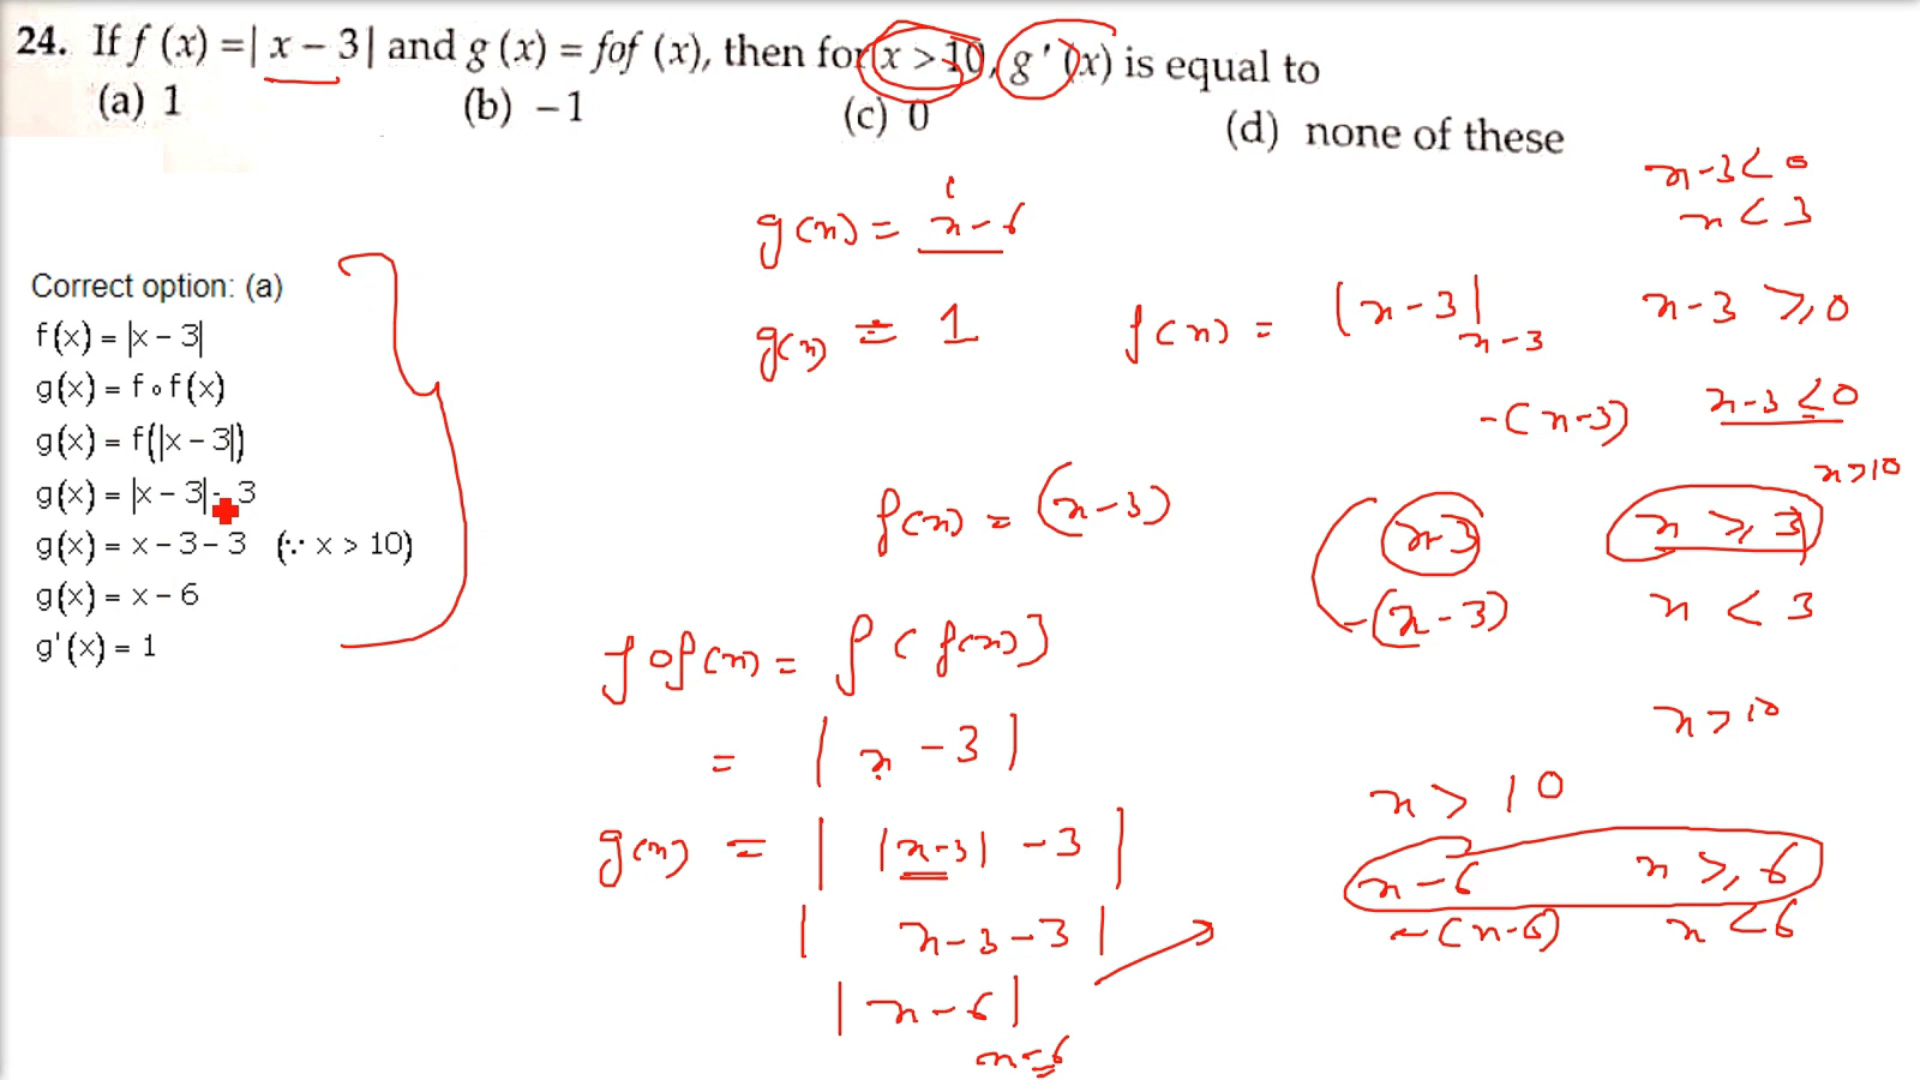 24. If f (x) =| x – 3| and g (x) = fof (x), then for x > 10, g ' (x) is equal to
(a) 1 (b) – 1 (c) 0 (d) none of these
Correct option: (a)
f(x) = |x – 3|
g(x) = f ∘ f(x)
g(x) = f(|x – 3|)
g(x) = |x – 3| - 3
g(x) = x – 3 – 3 (∵ x > 10)
g(x) = x – 6
g'(x) = 1
g(x) = x - 6
g(x) = 1
x - 3 < 0
x < 3
f(x) = |x - 3|
x - 3 x - 3 ≥ 0
-(x - 3) x - 3 ≤ 0
x > 10
f(x) = (x - 3)
x - 3 x ≥ 3
-(x - 3) x < 3
fof(x) = f(f(x))
= |x - 3|
g(x) = ||x - 3| - 3|
|x - 3 - 3|
|x - 6|
x = 6
x > 10
x > 10
x - 6 x ≥ 6
-(x - 6) x < 6